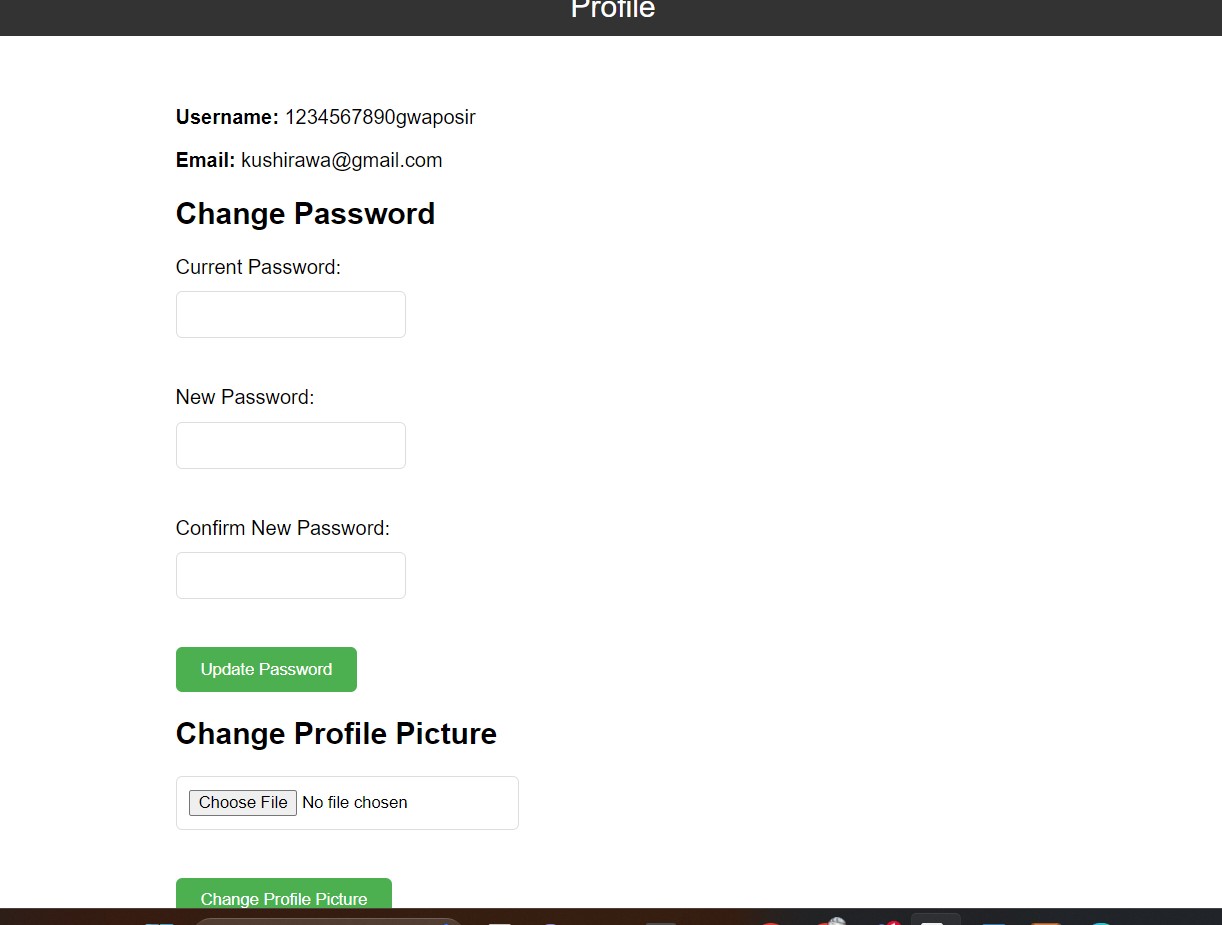 Profile
Username: 1234567890gwaposir
Email: kushirawa@gmail.com
Change Password
Current Password:
New Password:
Confirm New Password:
Update Password
Change Profile Picture
Choose File No file chosen
Change Profile Picture